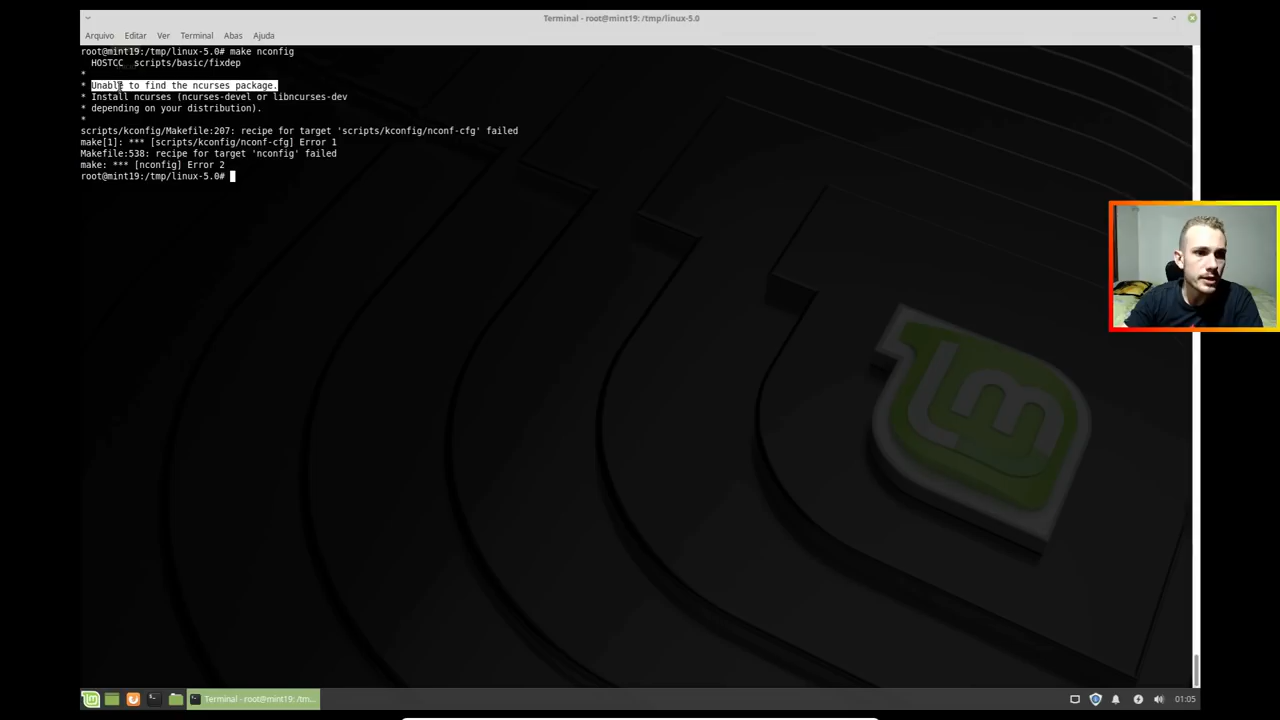 Terminal - root@mint19: /tmp/linux-5.0
Arquivo Editar Ver Terminal Abas Ajuda
root@mint19:/tmp/linux-5.0# make nconfig
HOSTCC scripts/basic/fixdep
*
* Unable to find the ncurses package.
* Install ncurses (ncurses-devel or libncurses-dev
* depending on your distribution).
*
scripts/kconfig/Makefile:207: recipe for target 'scripts/kconfig/nconf-cfg' failed
make[1]: *** [scripts/kconfig/nconf-cfg] Error 1
Makefile:538: recipe for target 'nconfig' failed
make: *** [nconfig] Error 2
root@mint19:/tmp/linux-5.0#
Terminal - root@mint19: /tm...
01:05